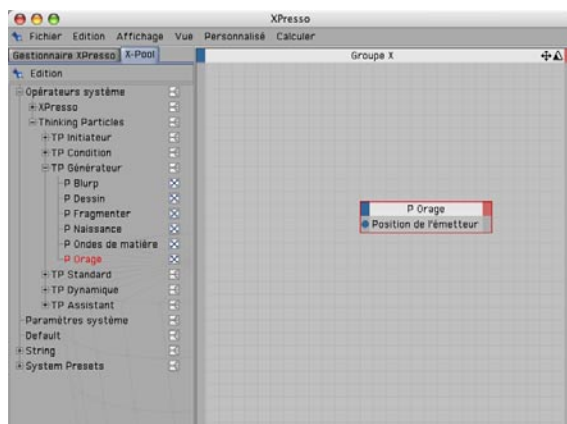 XPresso
Fichier Edition Affichage Vue Personnalisé Calculer
Gestionnaire XPresso X-Pool
Groupe X
Edition
Opérateurs système
XPresso
Thinking Particles
TP Initiateur
TP Condition
TP Générateur
P Blurp
P Dessin
P Fragmenter
P Naissance
P Ondes de matière
P Orage
TP Standard
TP Dynamique
TP Assistant
Paramètres système
Default
String
System Presets
P Orage
Position de l'émetteur